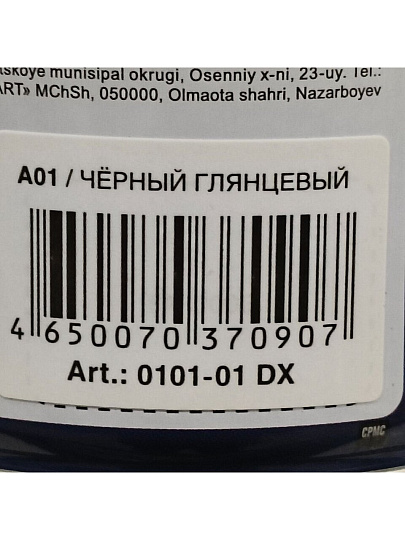 tskoye munisipal okrugi, Osenniy x-ni, 23-uy. Tel.:
ART» MChSh, 050000, Olmaota shahri, Nazarboyev
A01 / ЧЁРНЫЙ ГЛЯНЦЕВЫЙ
4 650070 370907
Art.: 0101-01 DX
CPMC